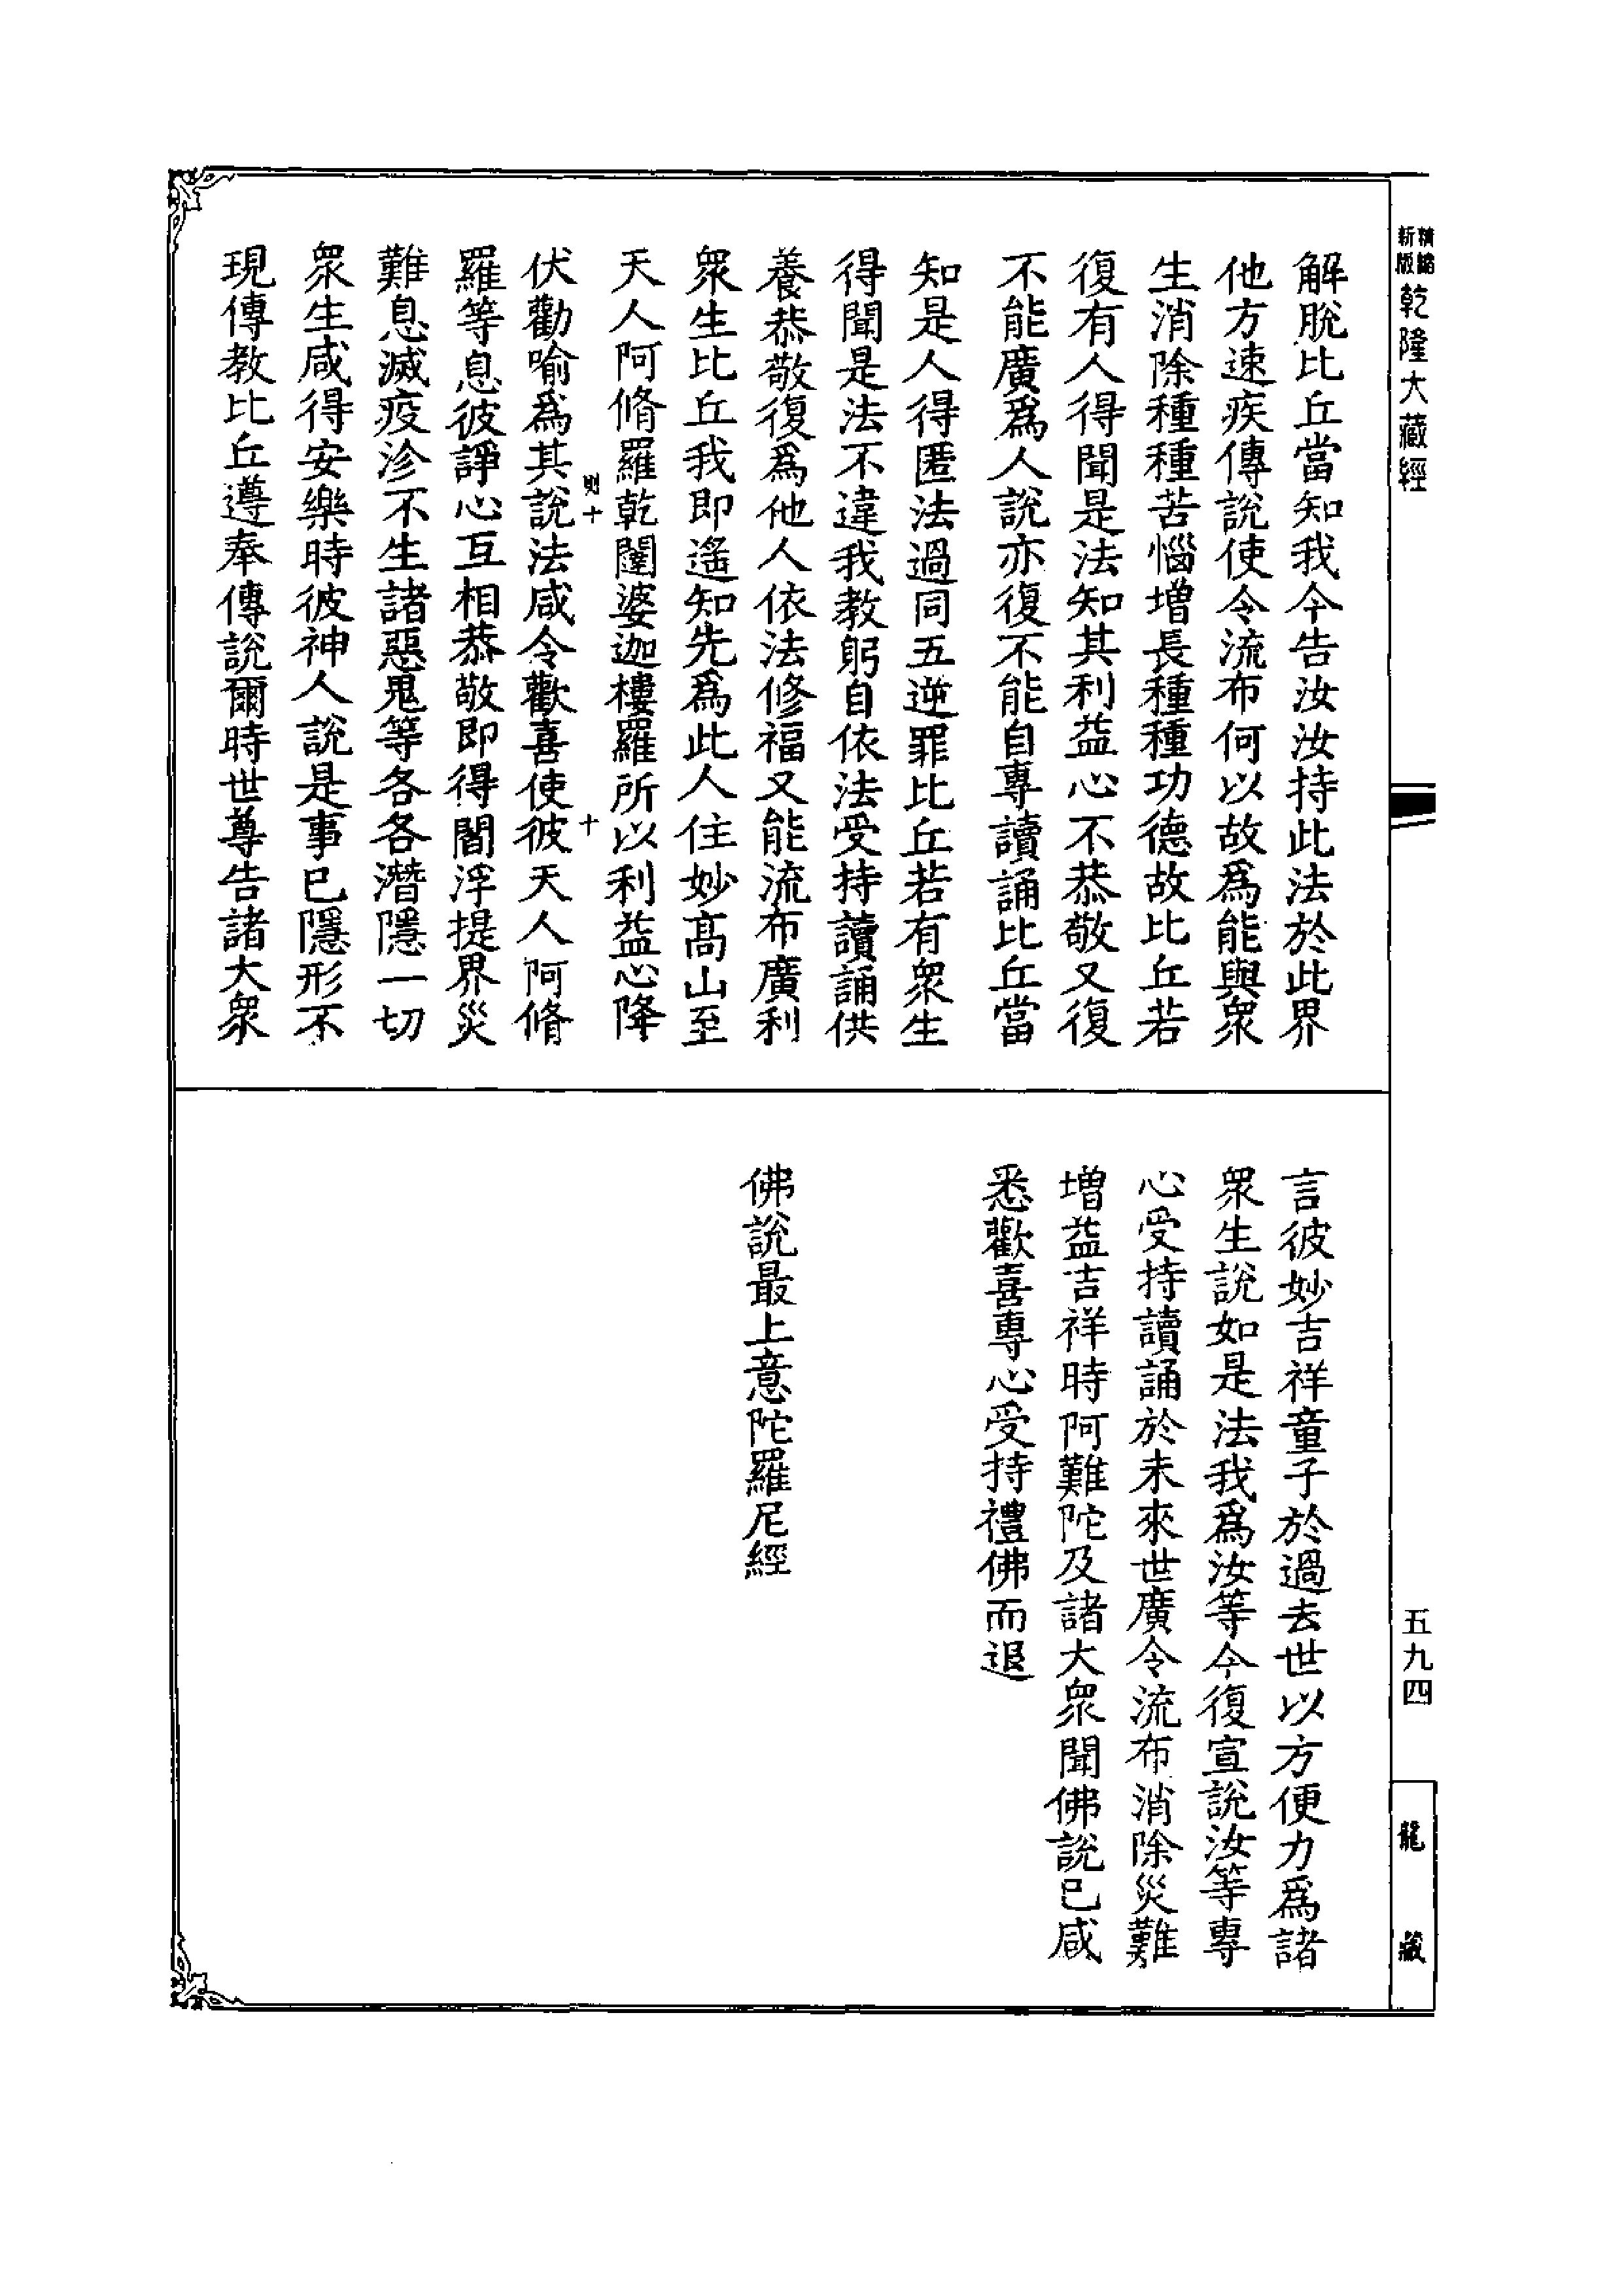 精縮
新版
乾隆大藏經
解脫比丘當知我今告汝汝持此法於此界
他方速疾傳說使令流布何以故爲能與衆
生消除種種苦惱增長種種功德故比丘若
復有人得聞是法知其利益心不恭敬又復
不能廣爲人說亦復不能自專讀誦比丘當
知是人得匿法過同五逆罪比丘若有衆生
得聞是法不違我教躬自依法受持讀誦供
養恭敬復爲他人依法修福又能流布廣利
衆生比丘我即遙知先爲此人住妙高山至
天人阿脩羅乾闥婆迦樓羅所以利益心降
則十
十
伏勸喻爲其說法咸令歡喜使彼天人阿脩
羅等息彼諍心互相恭敬即得閻浮提界災
難息滅疫沴不生諸惡鬼等各各潛隱一切
衆生咸得安樂時彼神人說是事已隱形不
現傳教比丘遵奉傳說爾時世尊告諸大衆
言彼妙吉祥童子於過去世以方便力爲諸
衆生說如是法我爲汝等今復宣說汝等專
心受持讀誦於未來世廣令流布消除災難
增益吉祥時阿難陀及諸大衆聞佛說已咸
悉歡喜專心受持禮佛而退
佛說最上意陀羅尼經
五九四
龍藏